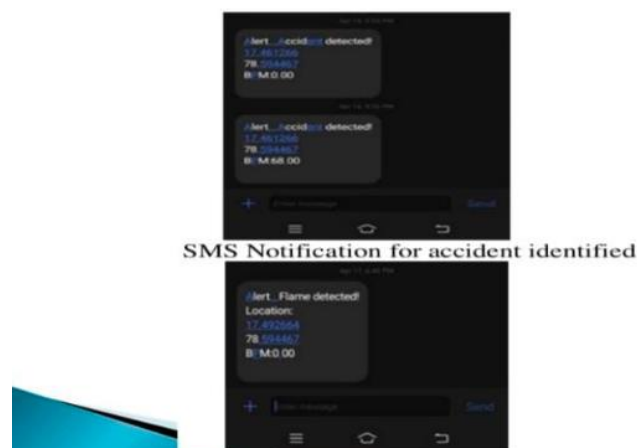 Alert...Accident detected!
17.461266
78.594467
BPM:0.00
Alert...Accident detected!
17.461266
78.594467
BPM:68.00
Send
SMS Notification for accident identified
Alert...Flame detected!
Location:
17.492664
78.594467
BPM:0.00
Send